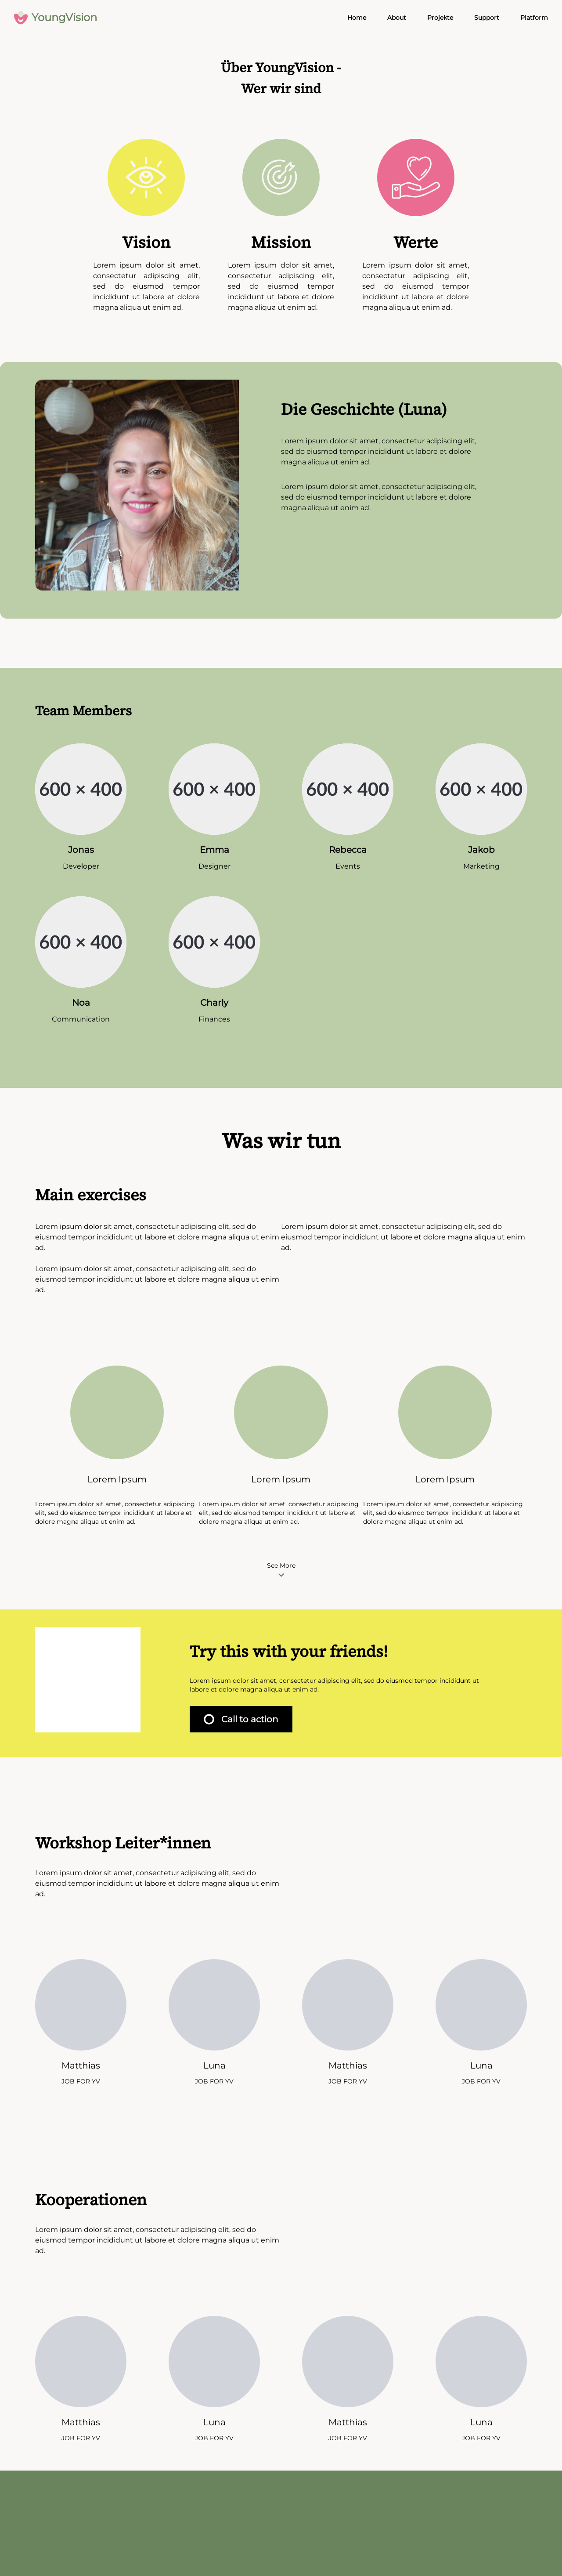 YoungVision
Home About Projekte Support Platform
Über YoungVision -
Wer wir sind
Vision
Lorem ipsum dolor sit amet,
consectetur adipiscing elit,
sed do eiusmod tempor
incididunt ut labore et dolore
magna aliqua ut enim ad.
Mission
Lorem ipsum dolor sit amet,
consectetur adipiscing elit,
sed do eiusmod tempor
incididunt ut labore et dolore
magna aliqua ut enim ad.
Werte
Lorem ipsum dolor sit amet,
consectetur adipiscing elit,
sed do eiusmod tempor
incididunt ut labore et dolore
magna aliqua ut enim ad.
Die Geschichte (Luna)
Lorem ipsum dolor sit amet, consectetur adipiscing elit,
sed do eiusmod tempor incididunt ut labore et dolore
magna aliqua ut enim ad.
Lorem ipsum dolor sit amet, consectetur adipiscing elit,
sed do eiusmod tempor incididunt ut labore et dolore
magna aliqua ut enim ad.
Team Members
600 × 400
Jonas
Developer
600 × 400
Emma
Designer
600 × 400
Rebecca
Events
600 × 400
Jakob
Marketing
600 × 400
Noa
Communication
600 × 400
Charly
Finances
Was wir tun
Main exercises
Lorem ipsum dolor sit amet, consectetur adipiscing elit, sed do
eiusmod tempor incididunt ut labore et dolore magna aliqua ut enim
ad.
Lorem ipsum dolor sit amet, consectetur adipiscing elit, sed do
eiusmod tempor incididunt ut labore et dolore magna aliqua ut enim
ad.
Lorem ipsum dolor sit amet, consectetur adipiscing elit, sed do
eiusmod tempor incididunt ut labore et dolore magna aliqua ut enim
ad.
Lorem Ipsum
Lorem ipsum dolor sit amet, consectetur adipiscing
elit, sed do eiusmod tempor incididunt ut labore et
dolore magna aliqua ut enim ad.
Lorem Ipsum
Lorem ipsum dolor sit amet, consectetur adipiscing
elit, sed do eiusmod tempor incididunt ut labore et
dolore magna aliqua ut enim ad.
Lorem Ipsum
Lorem ipsum dolor sit amet, consectetur adipiscing
elit, sed do eiusmod tempor incididunt ut labore et
dolore magna aliqua ut enim ad.
See More
Try this with your friends!
Lorem ipsum dolor sit amet, consectetur adipiscing elit, sed do eiusmod tempor incididunt ut
labore et dolore magna aliqua ut enim ad.
Call to action
Workshop Leiter*innen
Lorem ipsum dolor sit amet, consectetur adipiscing elit, sed do
eiusmod tempor incididunt ut labore et dolore magna aliqua ut enim
ad.
Matthias
JOB FOR YV
Luna
JOB FOR YV
Matthias
JOB FOR YV
Luna
JOB FOR YV
Kooperationen
Lorem ipsum dolor sit amet, consectetur adipiscing elit, sed do
eiusmod tempor incididunt ut labore et dolore magna aliqua ut enim
ad.
Matthias
JOB FOR YV
Luna
JOB FOR YV
Matthias
JOB FOR YV
Luna
JOB FOR YV